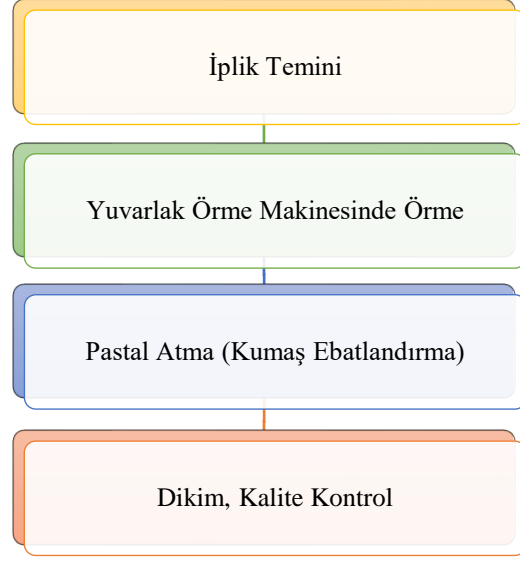 İplik Temini
Yuvarlak Örme Makinesinde Örme
Pastal Atma (Kumaş Ebatlandırma)
Dikim, Kalite Kontrol